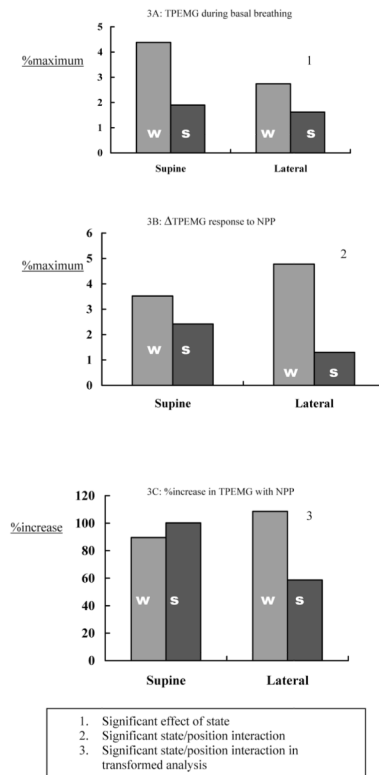 3A: TPEMG during basal breathing
%maximum
5
4
3
2
1
0
1
w s w s
Supine Lateral
3B: ΔTPEMG response to NPP
%maximum
6
5
4
3
2
1
0
2
w s w s
Supine Lateral
3C: %increase in TPEMG with NPP
%increase
120
100
80
60
40
20
0
3
w s w s
Supine Lateral
1. Significant effect of state
2. Significant state/position interaction
3. Significant state/position interaction in
transformed analysis